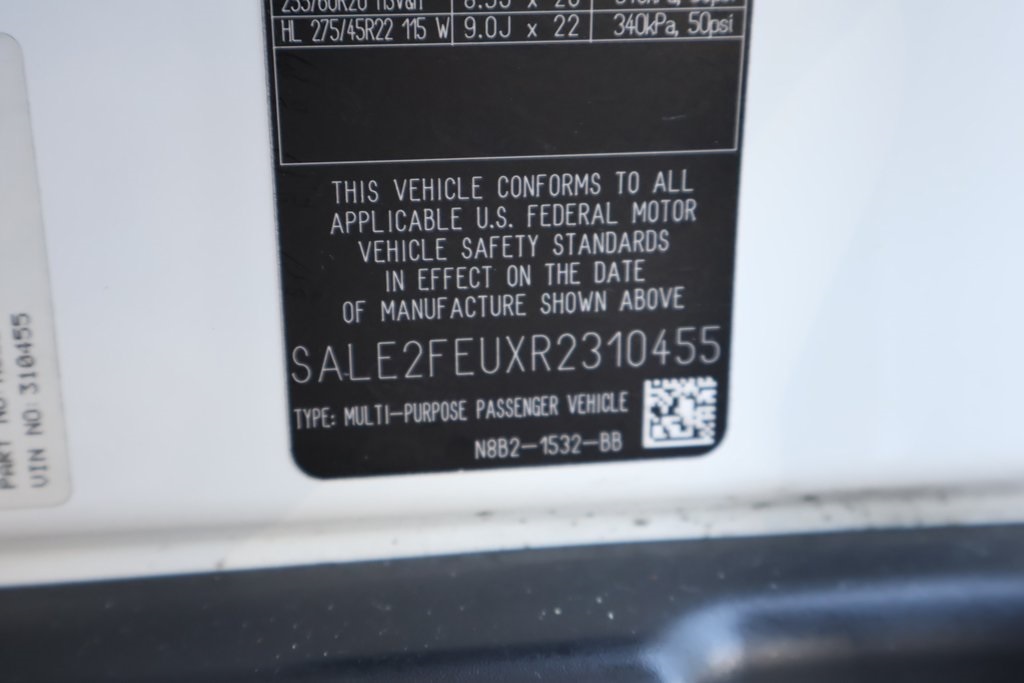 HL 275/45R22 115 W 9.0J x 22 340kPa, 50psi
THIS VEHICLE CONFORMS TO ALL
APPLICABLE U.S. FEDERAL MOTOR
VEHICLE SAFETY STANDARDS
IN EFFECT ON THE DATE
OF MANUFACTURE SHOWN ABOVE
SALE2FEUXR2310455
TYPE: MULTI-PURPOSE PASSENGER VEHICLE
N8B2-1532-BB
PART NO
VIN NO: 310455